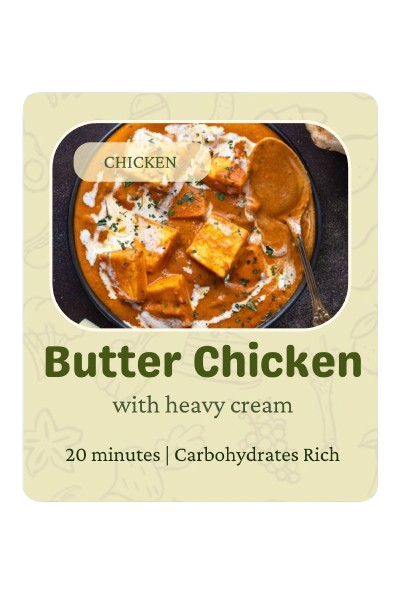 CHICKEN
Butter Chicken
with heavy cream
20 minutes | Carbohydrates Rich